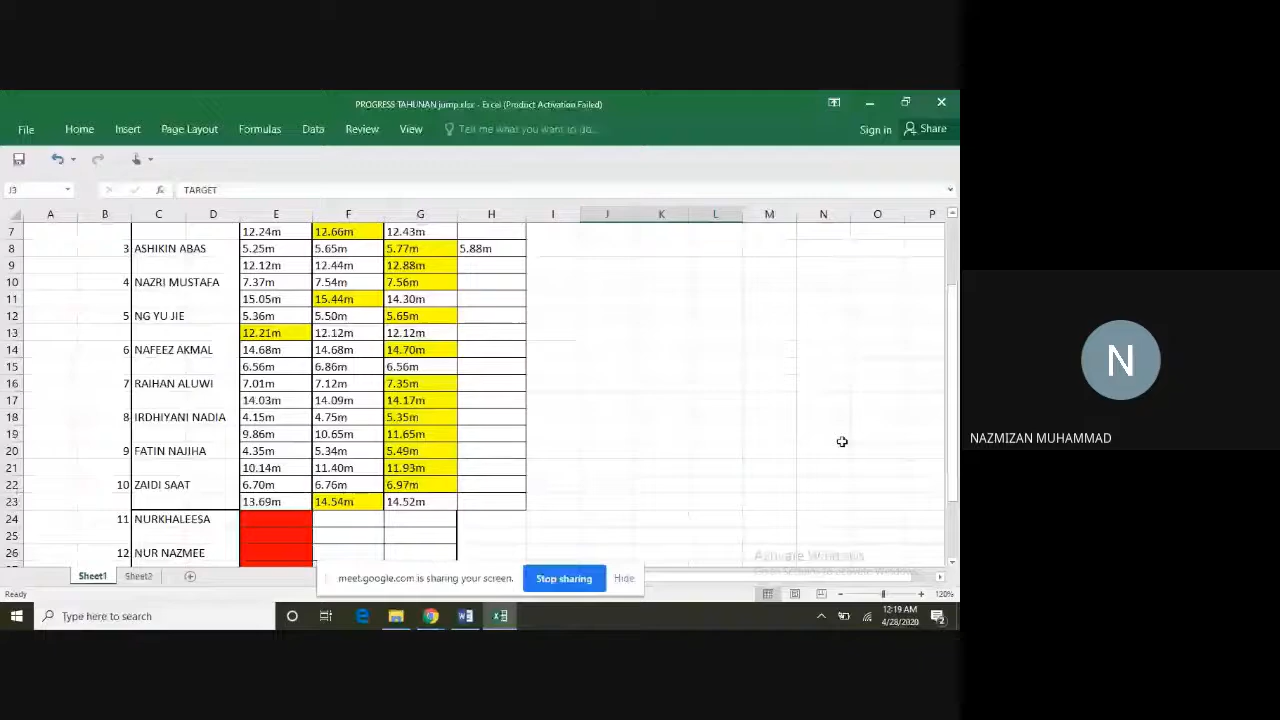 PROGRESS TAHUNAN jump.xlsx - Excel (Product Activation Failed)
File Home Insert Page Layout Formulas Data Review View Tell me what you want to do... Sign in Share
J3 fx TARGET
A B C D E F G H I J K L M N O P
7 12.24m 12.66m 12.43m
8 3 ASHIKIN ABAS 5.25m 5.65m 5.77m 5.88m
9 12.12m 12.44m 12.88m
10 4 NAZRI MUSTAFA 7.37m 7.54m 7.56m
11 15.05m 15.44m 14.30m
12 5 NG YU JIE 5.36m 5.50m 5.65m
13 12.21m 12.12m 12.12m
14 6 NAFEEZ AKMAL 14.68m 14.68m 14.70m
15 6.56m 6.86m 6.56m
16 7 RAIHAN ALUWI 7.01m 7.12m 7.35m
17 14.03m 14.09m 14.17m
18 8 IRDHIYANI NADIA 4.15m 4.75m 5.35m
19 9.86m 10.65m 11.65m
20 9 FATIN NAJIHA 4.35m 5.34m 5.49m
21 10.14m 11.40m 11.93m
22 10 ZAIDI SAAT 6.70m 6.76m 6.97m
23 13.69m 14.54m 14.52m
24 11 NURKHALEESA
25
26 12 NUR NAZMEE
NAZMIZAN MUHAMMAD
N
Activate Windows
Go to Settings to activate Windows.
Sheet1 Sheet2
meet.google.com is sharing your screen. Stop sharing Hide
Ready 120%
Type here to search
12:19 AM
4/28/2020
2